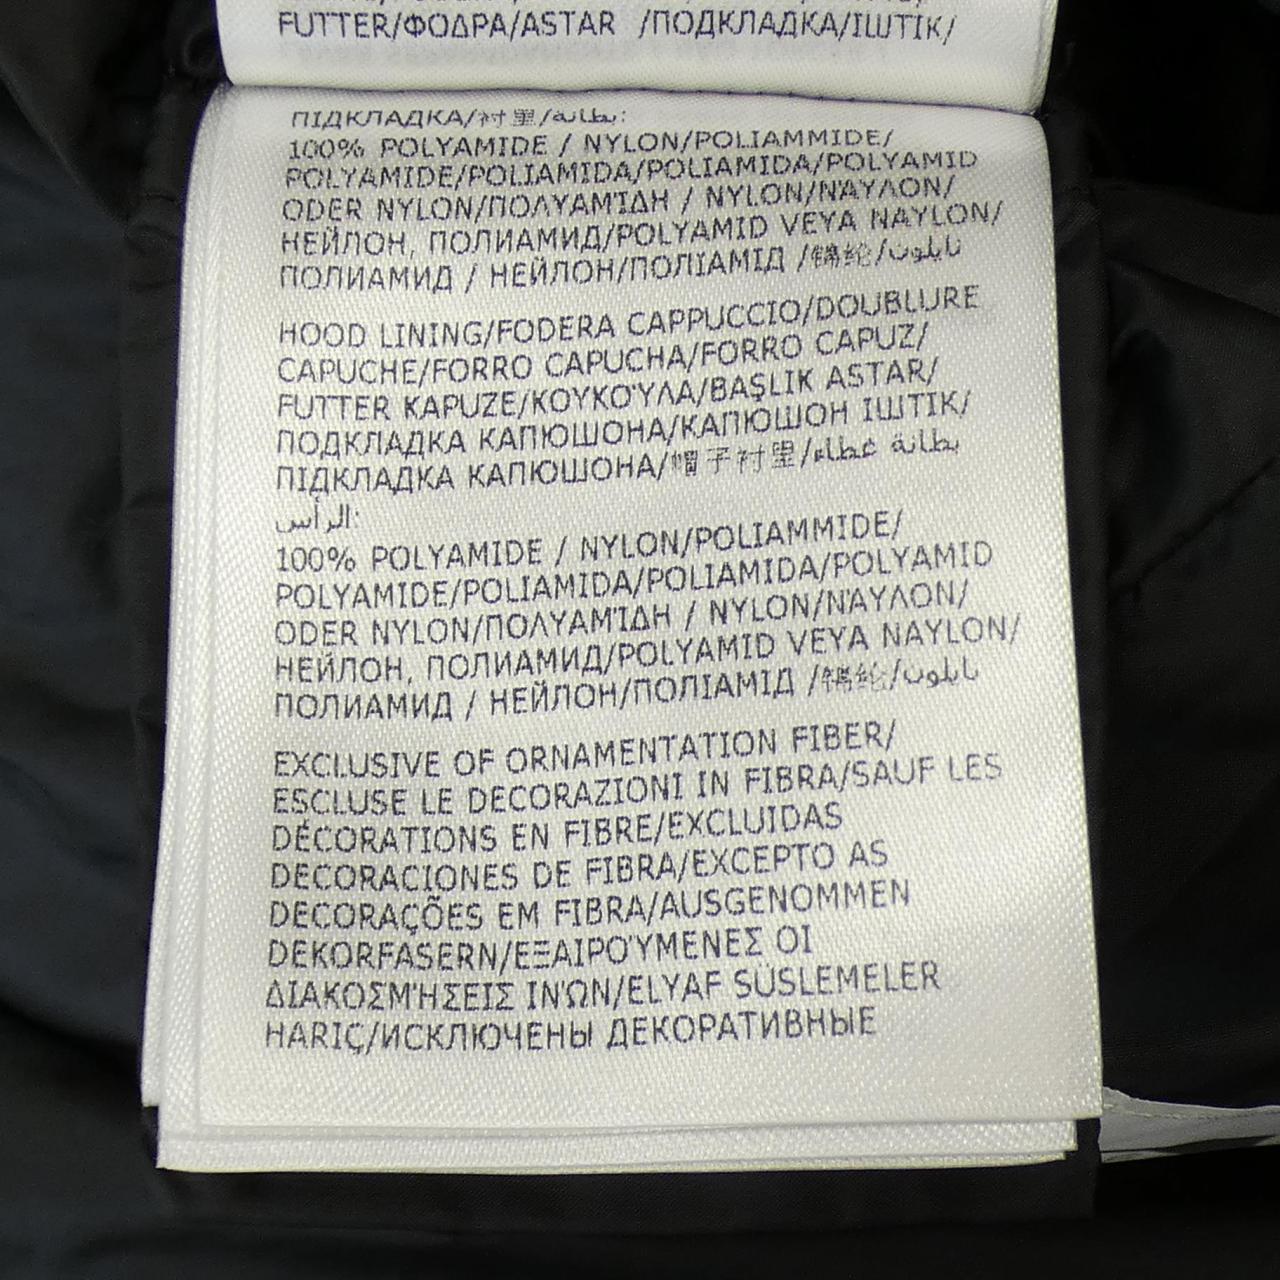 FUTTER/ΦΟΔΡΑ/ASTAR /ПОДКЛАДКА/ІШТІК/
ПІДКЛАДКА/衬里/بطانة:
100% POLYAMIDE / NYLON/POLIAMMIDE/
POLYAMIDE/POLIAMIDA/POLIAMIDA/POLYAMID
ODER NYLON/ΠΟΛΥΑΜΊΔΗ / NYLON/ΝΆΥΛΟΝ/
НЕЙЛОН, ПОЛИАМИД/POLYAMID VEYA NAYLON/
ПОЛИАМИД / НЕЙЛОН/ПОЛІАМІД /锦纶/نايلون
HOOD LINING/FODERA CAPPUCCIO/DOUBLURE
CAPUCHE/FORRO CAPUCHA/FORRO CAPUZ/
FUTTER KAPUZE/ΚΟΥΚΟΎΛΑ/BAŞLIK ASTAR/
ПОДКЛАДКА КАПЮШОНА/КАПЮШОН ІШТІК/
ПІДКЛАДКА КАПЮШОНА/帽子衬里/بطانة غطاء
الرأس:
100% POLYAMIDE / NYLON/POLIAMMIDE/
POLYAMIDE/POLIAMIDA/POLIAMIDA/POLYAMID
ODER NYLON/ΠΟΛΥΑΜΊΔΗ / NYLON/ΝΆΥΛΟΝ/
НЕЙЛОН, ПОЛИАМИД/POLYAMID VEYA NAYLON/
ПОЛИАМИД / НЕЙЛОН/ПОЛІАМІД /锦纶/نايلون
EXCLUSIVE OF ORNAMENTATION FIBER/
ESCLUSE LE DECORAZIONI IN FIBRA/SAUF LES
DÉCORATIONS EN FIBRE/EXCLUIDAS
DECORACIONES DE FIBRA/EXCEPTO AS
DECORAÇÕES EM FIBRA/AUSGENOMMEN
DEKORFASERN/ΕΞΑΙΡΟΎΜΕΝΕΣ ΟΙ
ΔΙΑΚΟΣΜΉΣΕΙΣ ΙΝΏΝ/ELYAF SÜSLEMELER
HARIÇ/ИСКЛЮЧЕНЫ ДЕКОРАТИВНЫЕ